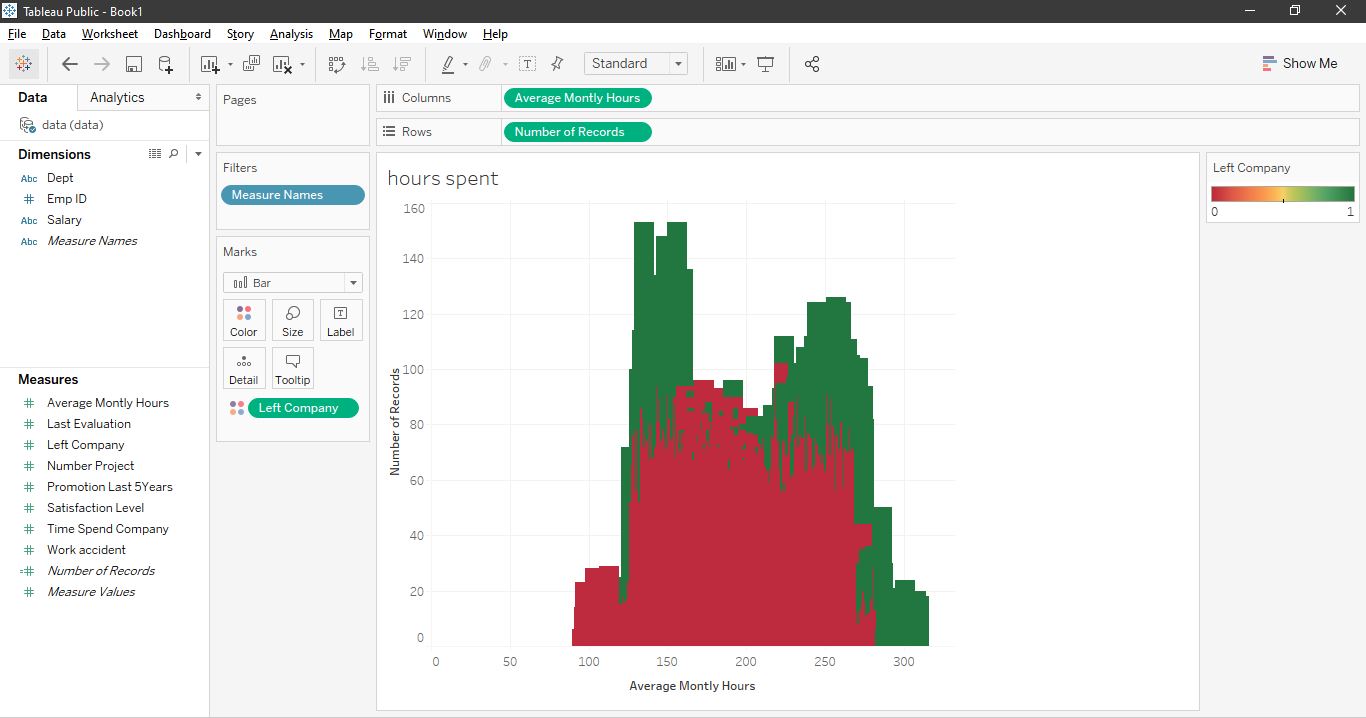 Tableau Public - Book1
File Data Worksheet Dashboard Story Analysis Map Format Window Help
Standard
Show Me
Data Analytics
data (data)
Dimensions
Abc Dept
# Emp ID
Abc Salary
Abc Measure Names
Measures
# Average Montly Hours
# Last Evaluation
# Left Company
# Number Project
# Promotion Last 5Years
# Satisfaction Level
# Time Spend Company
# Work accident
=# Number of Records
# Measure Values
Pages
Filters
Measure Names
Marks
Bar
Color Size T Label
Detail Tooltip
Left Company
Columns Average Montly Hours
Rows Number of Records
hours spent
160
140
120
100
80
60
40
20
0
Number of Records
0 50 100 150 200 250 300
Average Montly Hours
Left Company
0 1